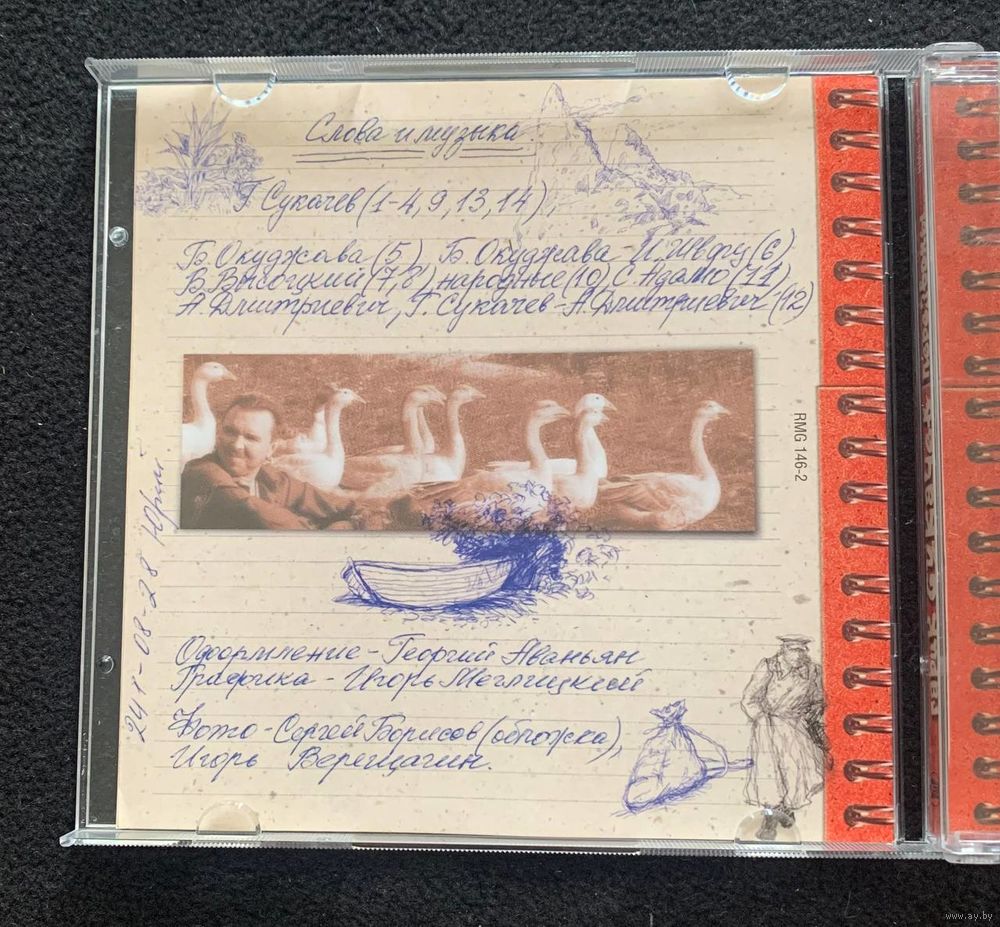 Слова и музыка
Г. Сукачев (1-4, 9, 13, 14),
Б. Окуджава (5), Б. Окуджава - И. Шварц (6)
В. Высоцкий (7, 8), народные (10), С. Адамо (11),
А. Дмитриевич, Г. Сукачев - А. Дмитриевич (12)
RMG 146-2
241-08-28 Юрий
Оформление - Георгий Аваньян
Графика - Игорь Меглицкий
Фото - Сергей Борисов (обложка),
Игорь Верещагин.
www.ay.by